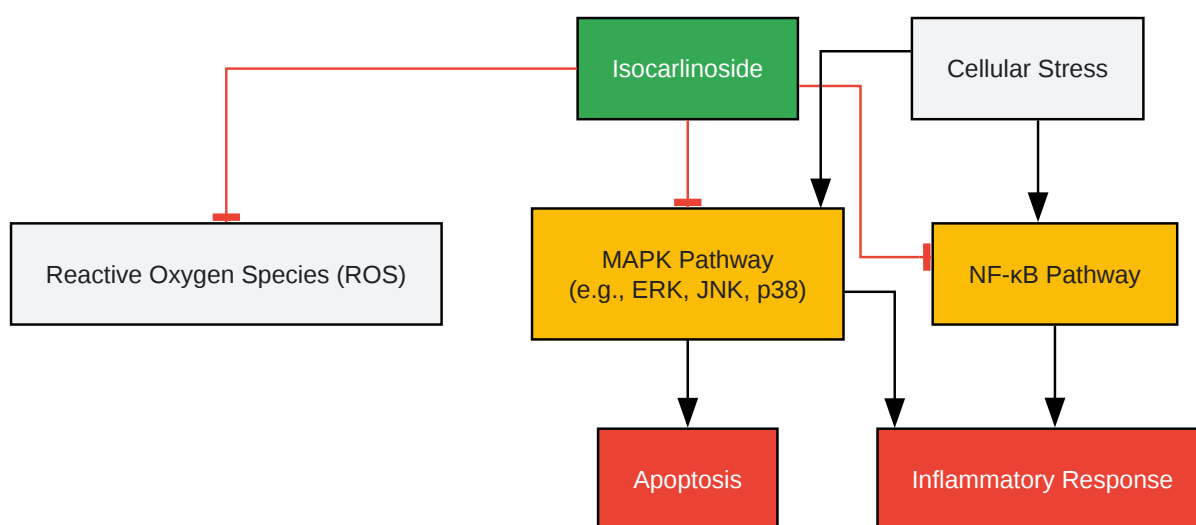 Isocarlinoside
Cellular Stress
Reactive Oxygen Species (ROS)
MAPK Pathway
(e.g., ERK, JNK, p38)
NF-κB Pathway
Apoptosis
Inflammatory Response